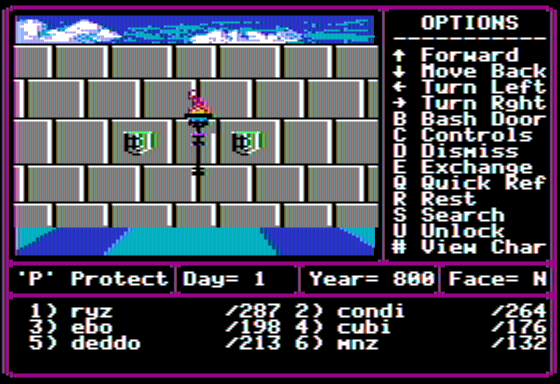 OPTIONS
------------
↑ Forward
↓ Move Back
← Turn Left
→ Turn Rght
B Bash Door
C Controls
D Dismiss
E Exchange
Q Quick Ref
R Rest
S Search
U Unlock
# View Char
'P' Protect Day= 1 Year= 800 Face= N
1) ryz /287 2) condi /264
3) ebo /198 4) cubi /176
5) deddo /213 6) mnz /132